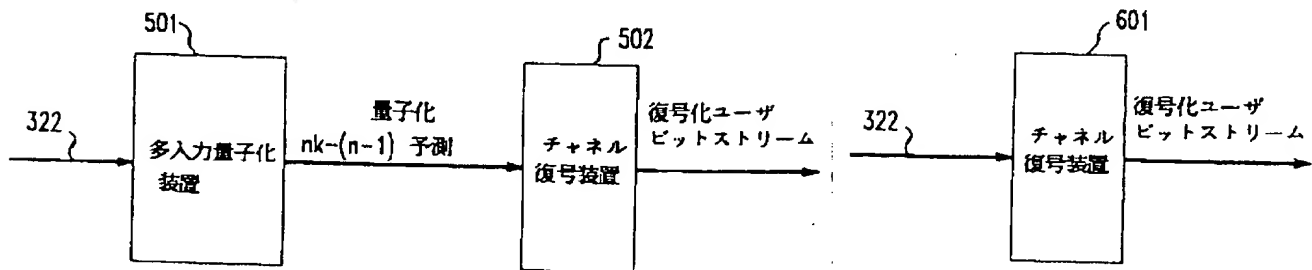 501
322
多入力量子化
装置
量子化
nk-(n-1) 予測
502
チャネル
復号装置
復号化ユーザ
ビットストリーム
322
601
チャネル
復号装置
復号化ユーザ
ビットストリーム